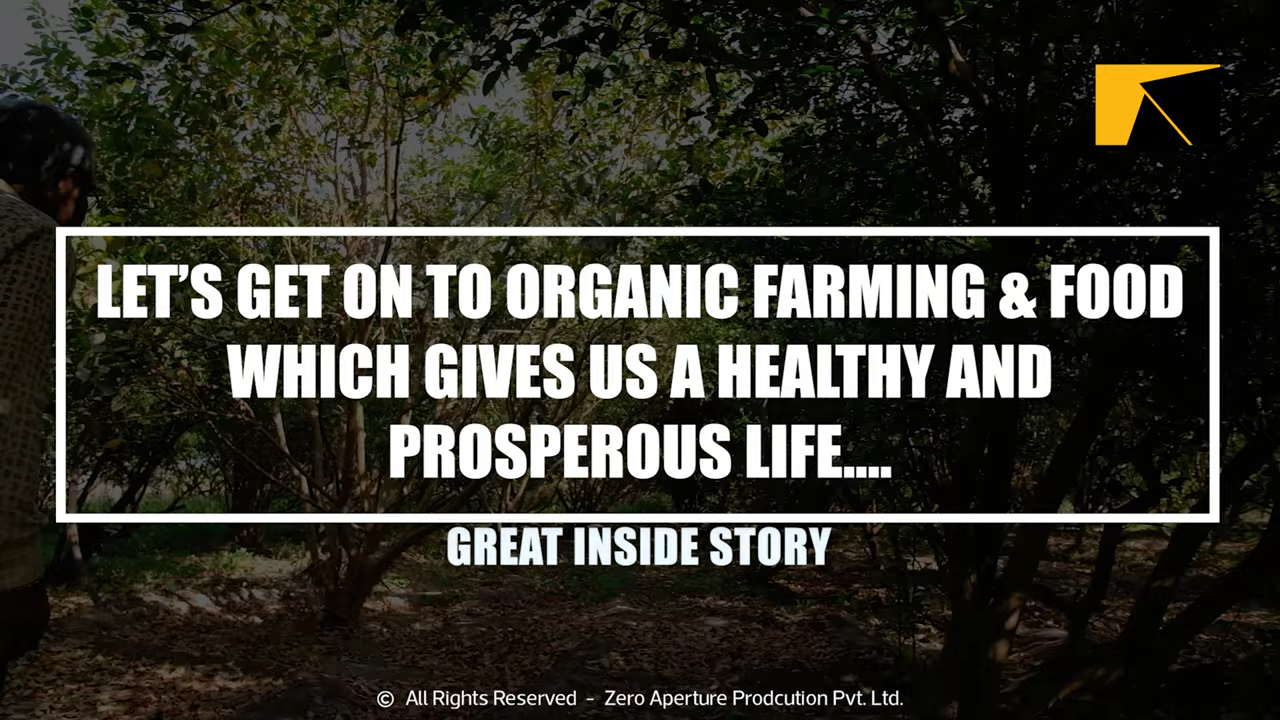 LET’S GET ON TO ORGANIC FARMING & FOOD
WHICH GIVES US A HEALTHY AND
PROSPEROUS LIFE....
GREAT INSIDE STORY
© All Rights Reserved - Zero Aperture Prodcution Pvt. Ltd.